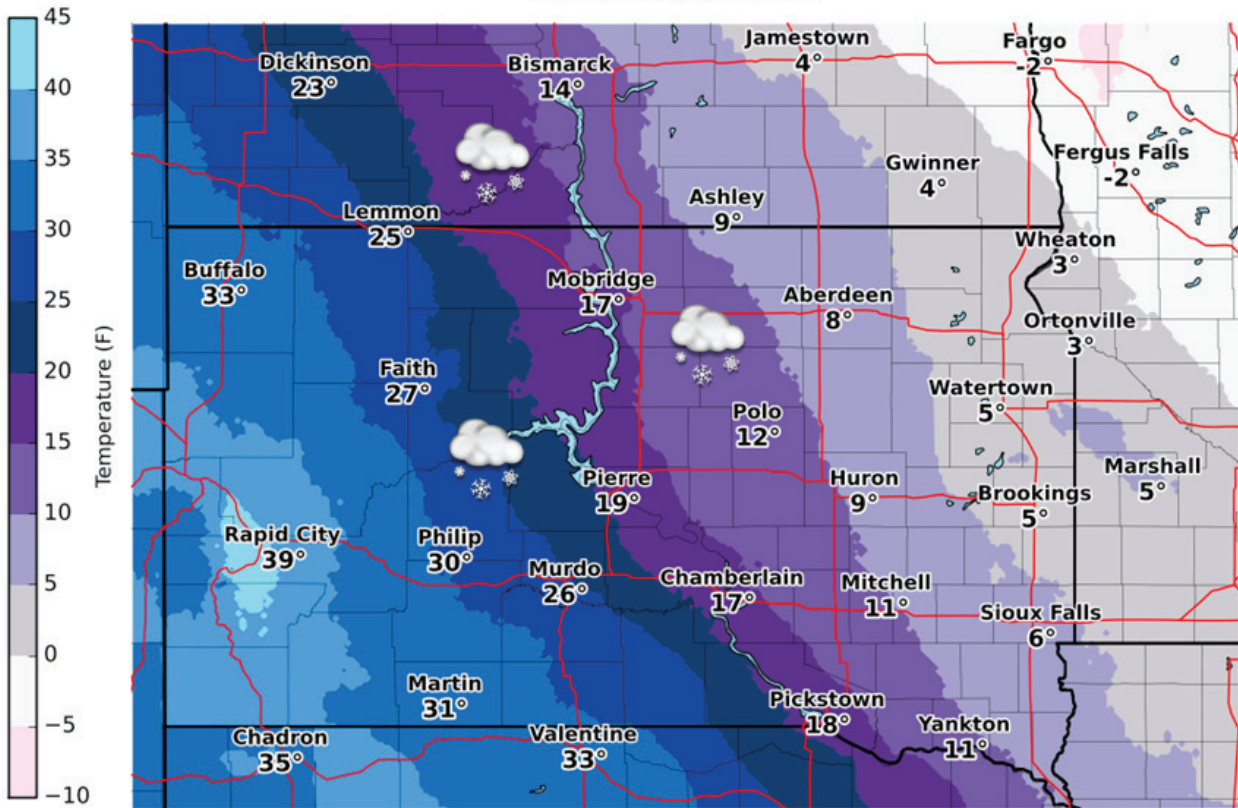 45
40
35
30
25
20
15
10
5
0
−5
−10
Temperature (F)
Dickinson
23°
Bismarck
14°
Jamestown
4°
Fargo
-2°
Fergus Falls
-2°
Gwinner
4°
Ashley
9°
Lemmon
25°
Wheaton
3°
Buffalo
33°
Mobridge
17°
Aberdeen
8°
Ortonville
3°
Faith
27°
Watertown
5°
Polo
12°
Marshall
5°
Pierre
19°
Huron
9°
Brookings
5°
Rapid City
39°
Philip
30°
Murdo
26°
Chamberlain
17°
Mitchell
11°
Sioux Falls
6°
Martin
31°
Pickstown
18°
Yankton
11°
Chadron
35°
Valentine
33°